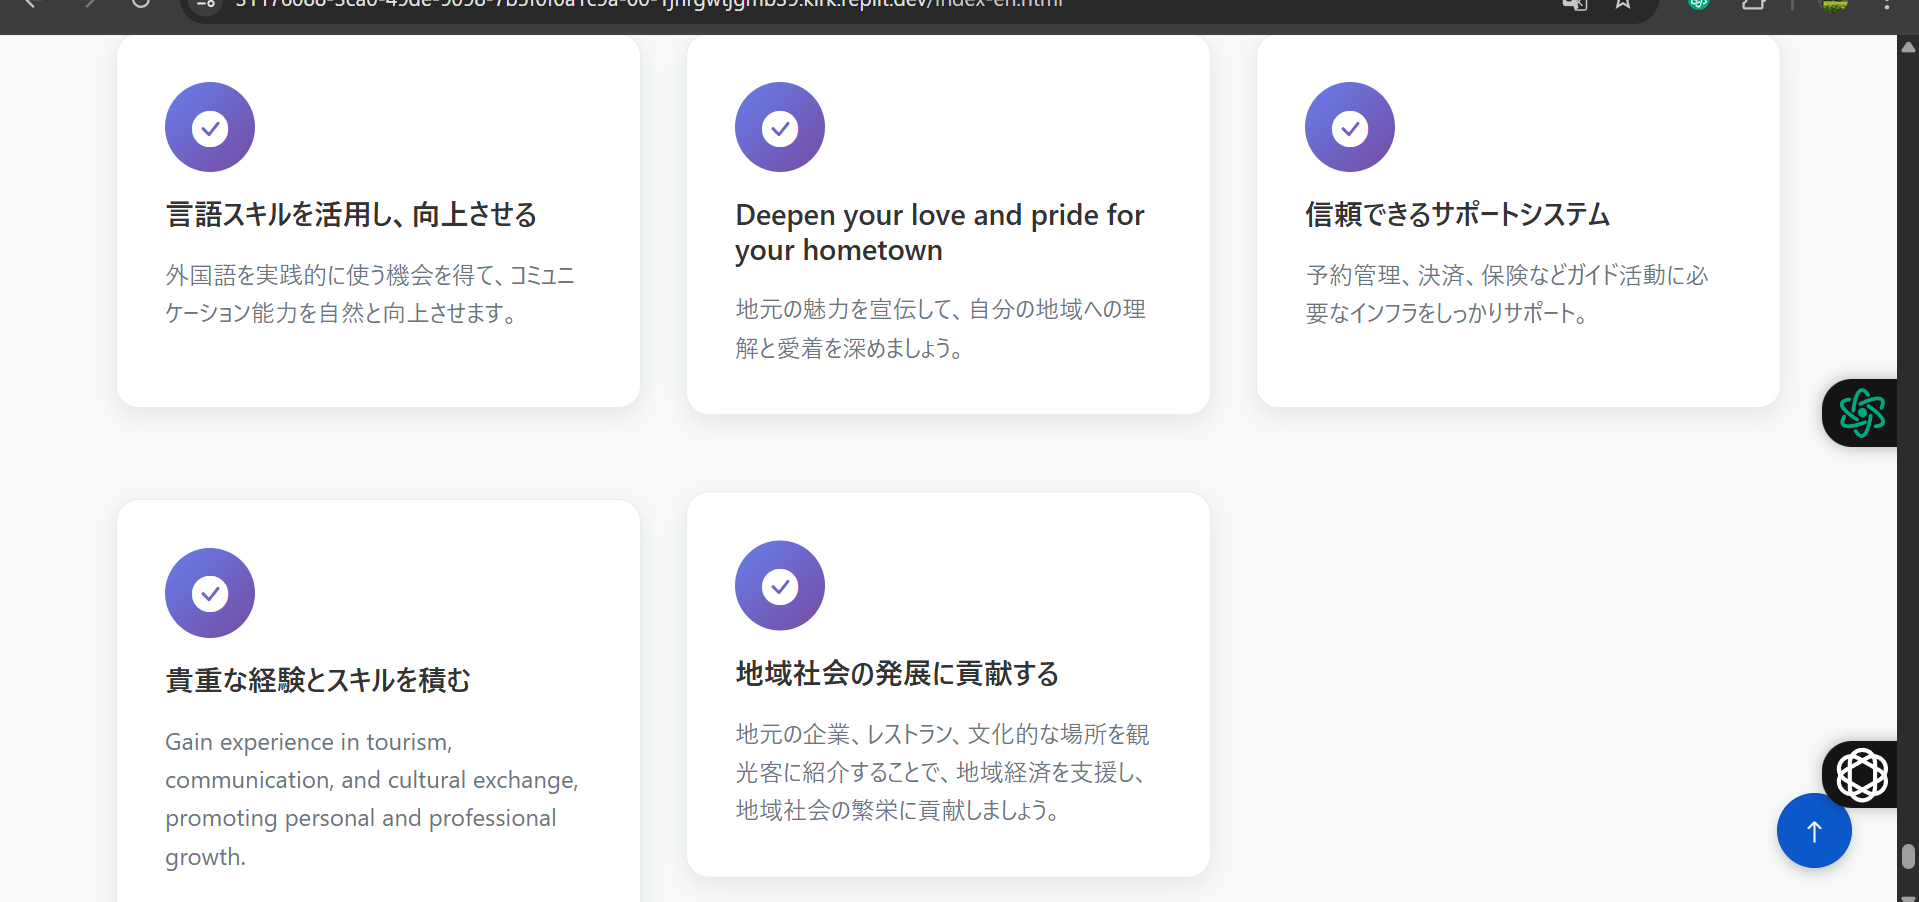 言語スキルを活用し、向上させる
外国語を実践的に使う機会を得て、コミュニ
ケーション能力を自然と向上させます。
Deepen your love and pride for
your hometown
地元の魅力を宣伝して、自分の地域への理
解と愛着を深めましょう。
信頼できるサポートシステム
予約管理、決済、保険などガイド活動に必
要なインフラをしっかりサポート。
貴重な経験とスキルを積む
Gain experience in tourism,
communication, and cultural exchange,
promoting personal and professional
growth.
地域社会の発展に貢献する
地元の企業、レストラン、文化的な場所を観
光客に紹介することで、地域経済を支援し、
地域社会の繁栄に貢献しましょう。